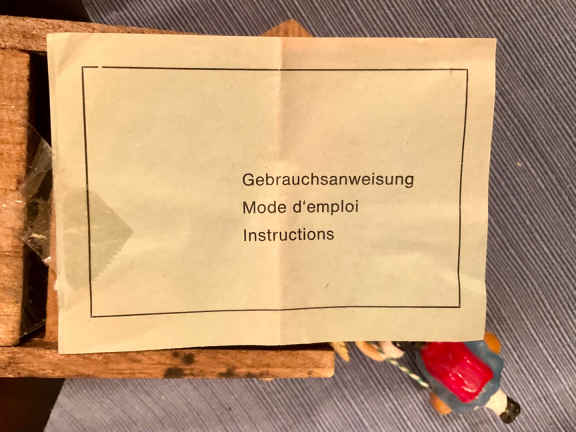 Gebrauchsanweisung
Mode d'emploi
Instructions